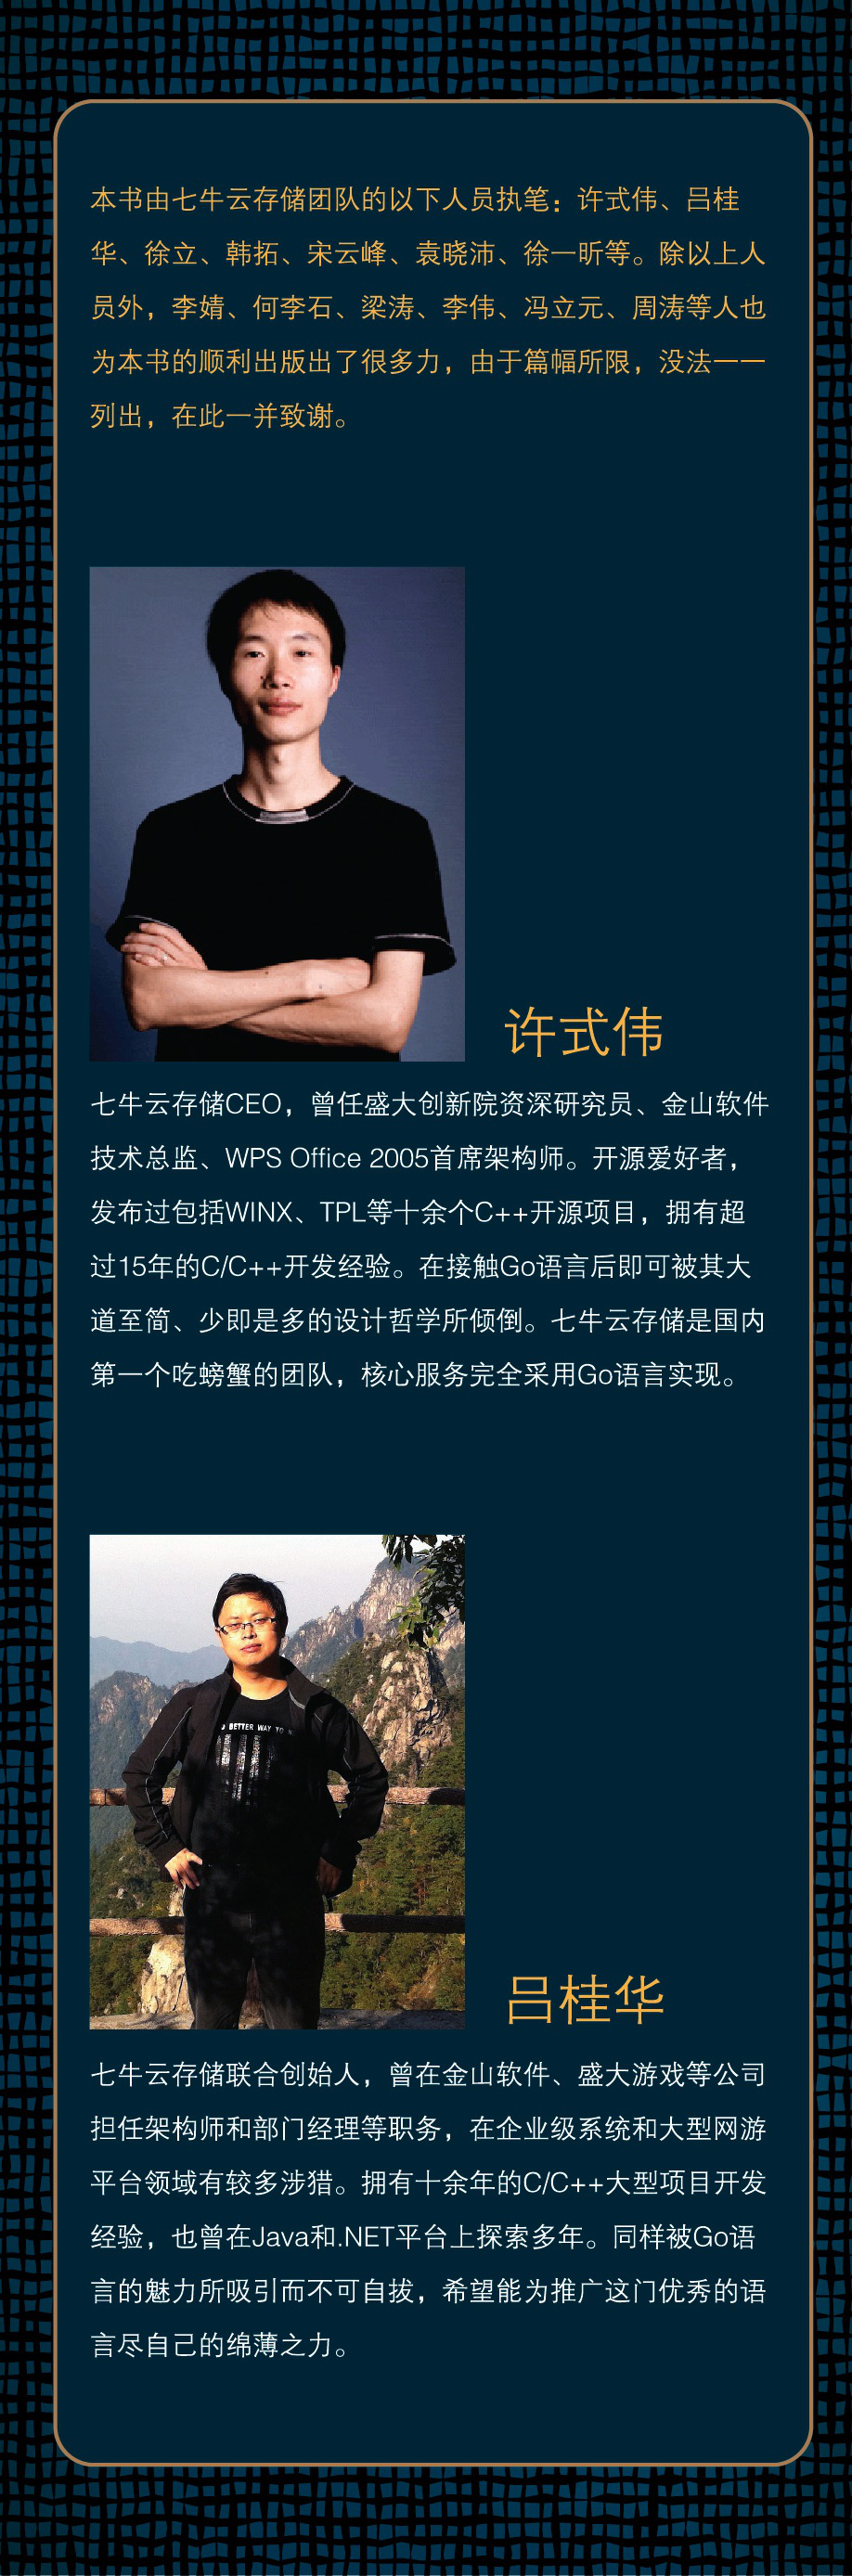 本书由七牛云存储团队的以下人员执笔：许式伟、吕桂
华、徐立、韩拓、宋云峰、袁晓沛、徐一昕等。除以上人
员外，李婧、何李石、梁涛、李伟、冯立元、周涛等人也
为本书的顺利出版出了很多力，由于篇幅所限，没法一一
列出，在此一并致谢。
许式伟
七牛云存储CEO，曾任盛大创新院资深研究员、金山软件
技术总监、WPS Office 2005首席架构师。开源爱好者，
发布过包括WINX、TPL等十余个C++开源项目，拥有超
过15年的C/C++开发经验。在接触Go语言后即可被其大
道至简、少即是多的设计哲学所倾倒。七牛云存储是国内
第一个吃螃蟹的团队，核心服务完全采用Go语言实现。
BETTER WAY TO
吕桂华
七牛云存储联合创始人，曾在金山软件、盛大游戏等公司
担任架构师和部门经理等职务，在企业级系统和大型网游
平台领域有较多涉猎。拥有十余年的C/C++大型项目开发
经验，也曾在Java和.NET平台上探索多年。同样被Go语
言的魅力所吸引而不可自拔，希望能为推广这门优秀的语
言尽自己的绵薄之力。